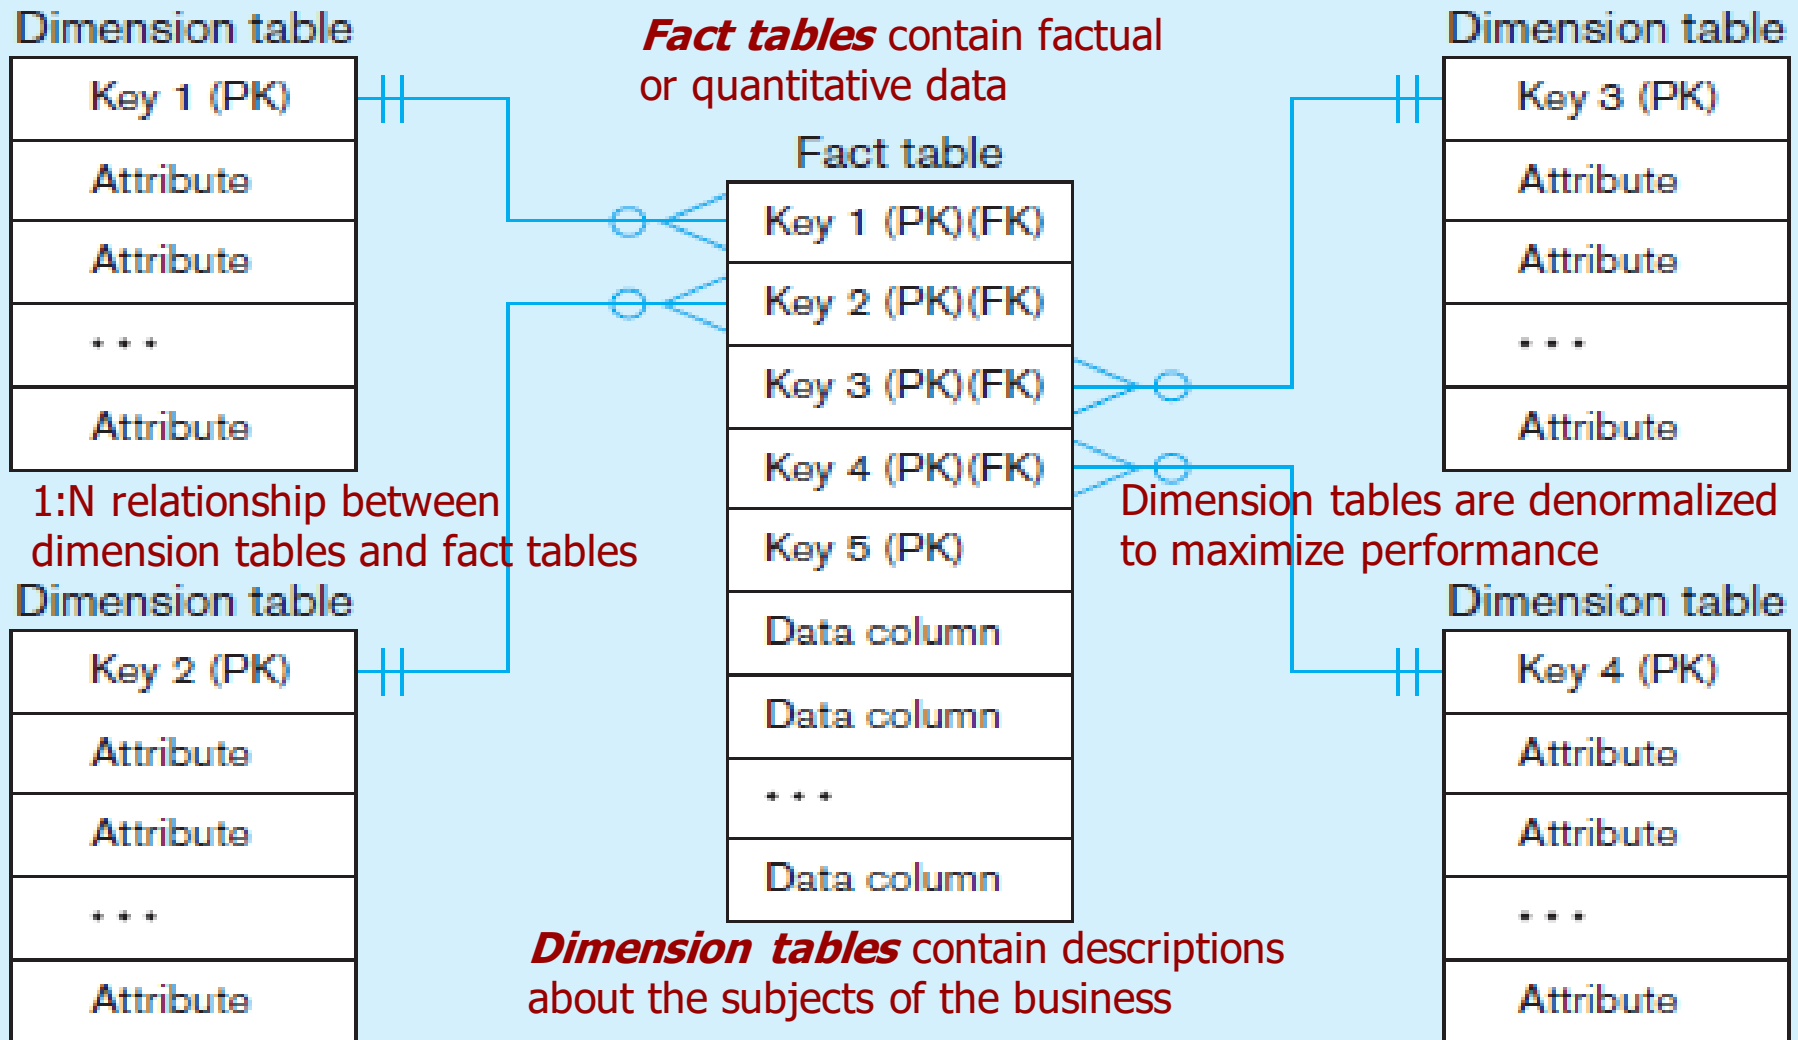 Dimension table
Key 1 (PK)
Attribute
Attribute
...
Attribute
Fact tables contain factual
or quantitative data
Fact table
Key 1 (PK)(FK)
Key 2 (PK)(FK)
Key 3 (PK)(FK)
Key 4 (PK)(FK)
Key 5 (PK)
Data column
Data column
...
Data column
Dimension table
Key 3 (PK)
Attribute
Attribute
...
Attribute
1:N relationship between
dimension tables and fact tables
Dimension tables are denormalized
to maximize performance
Dimension table
Key 2 (PK)
Attribute
Attribute
...
Attribute
Dimension table
Key 4 (PK)
Attribute
Attribute
...
Attribute
Dimension tables contain descriptions
about the subjects of the business